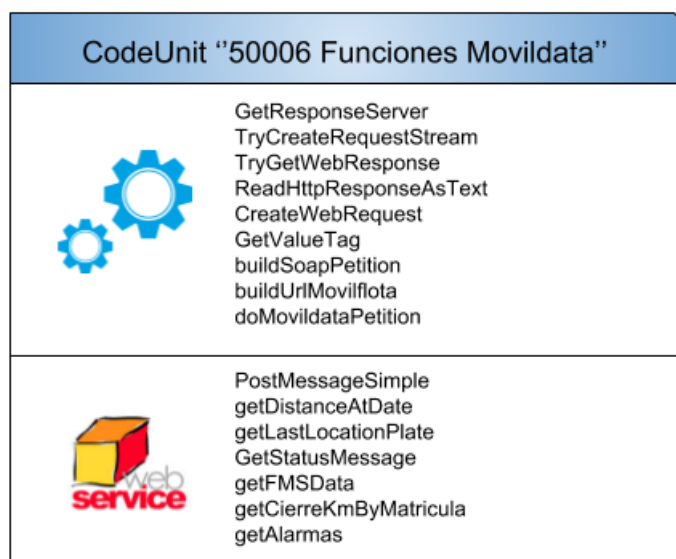 CodeUnit ‘‘50006 Funciones Movildata’’
GetResponseServer
TryCreateRequestStream
TryGetWebResponse
ReadHttpResponseAsText
CreateWebRequest
GetValueTag
buildSoapPetition
buildUrlMovilflota
doMovildataPetition
PostMessageSimple
getDistanceAtDate
getLastLocationPlate
GetStatusMessage
getFMSData
getCierreKmByMatricula
getAlarmas
web
service